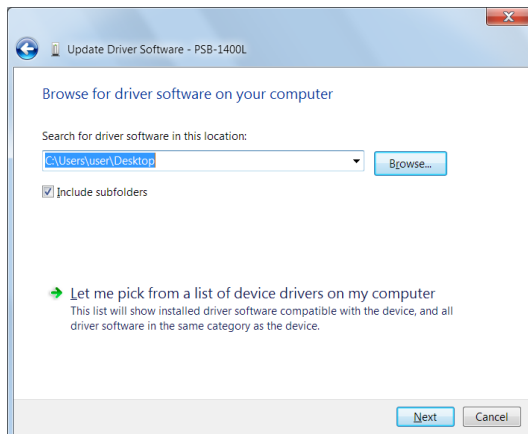 Update Driver Software - PSB-1400L
Browse for driver software on your computer
Search for driver software in this location:
C:\Users\user\Desktop
Browse...
Include subfolders
Let me pick from a list of device drivers on my computer
This list will show installed driver software compatible with the device, and all
driver software in the same category as the device.
Next
Cancel